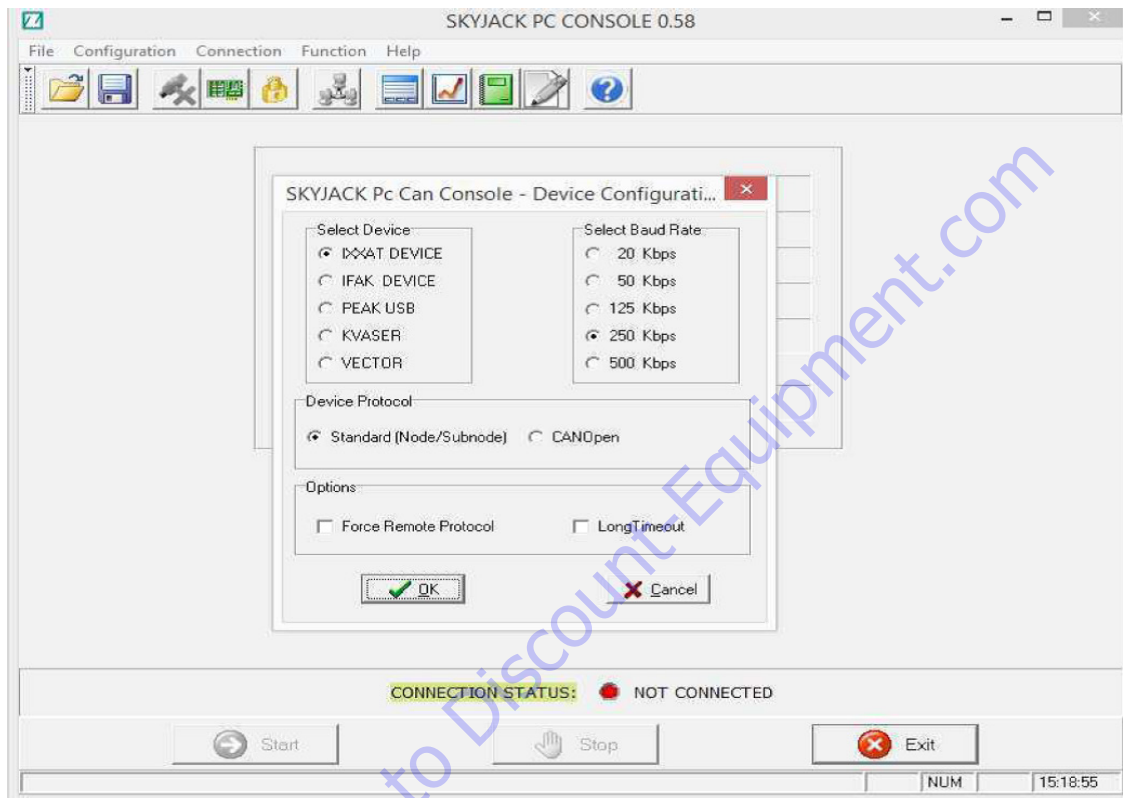 SKYJACK PC CONSOLE 0.58
File Configuration Connection Function Help
SKYJACK Pc Can Console - Device Configurati...
Select Device
IXXAT DEVICE
IFAK DEVICE
PEAK USB
KVASER
VECTOR
Select Baud Rate
20 Kbps
50 Kbps
125 Kbps
250 Kbps
500 Kbps
Device Protocol
Standard (Node/Subnode) CANOpen
Options
Force Remote Protocol LongTimeout
OK Cancel
CONNECTION STATUS: NOT CONNECTED
Start Stop Exit
NUM 15:18:55
to Discount-Equipment.com